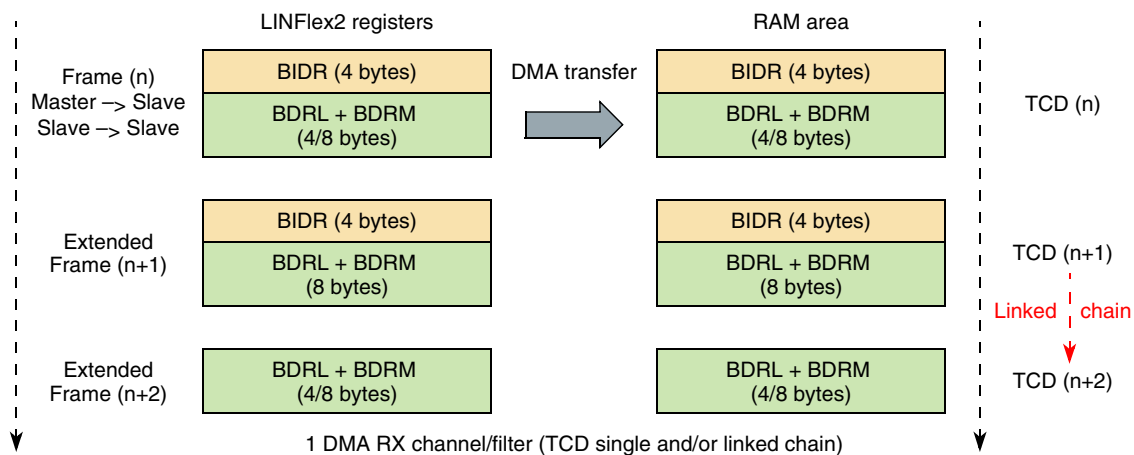 LINFlex2 registers
RAM area
Frame (n)
Master –> Slave
Slave –> Slave
BIDR (4 bytes)
BDRL + BDRM
(4/8 bytes)
DMA transfer
BIDR (4 bytes)
BDRL + BDRM
(4/8 bytes)
TCD (n)
Extended
Frame (n+1)
BIDR (4 bytes)
BDRL + BDRM
(8 bytes)
BIDR (4 bytes)
BDRL + BDRM
(8 bytes)
TCD (n+1)
Linked chain
Extended
Frame (n+2)
BDRL + BDRM
(4/8 bytes)
BDRL + BDRM
(4/8 bytes)
TCD (n+2)
1 DMA RX channel/filter (TCD single and/or linked chain)